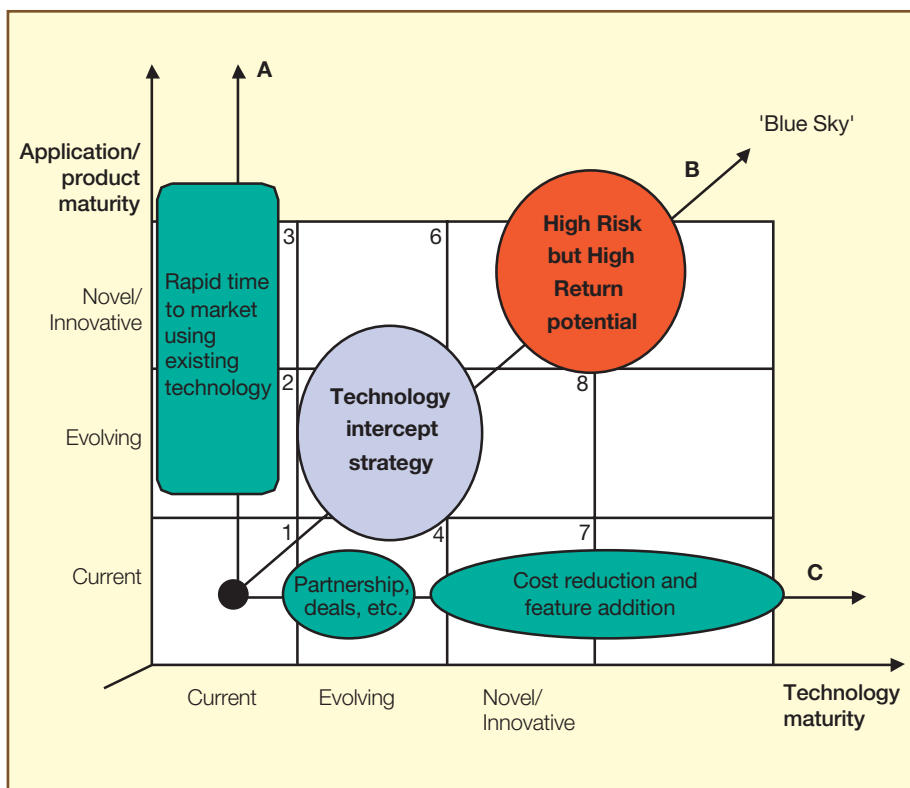 A
'Blue Sky'
Application/
product
maturity
B
3
6
High Risk
but High
Return
potential
Rapid time
to market
using
existing
technology
Novel/
Innovative
2
8
Technology
intercept
strategy
Evolving
1
4
7
Current
Partnership,
deals, etc.
Cost reduction and
feature addition
C
Current
Evolving
Novel/
Innovative
Technology
maturity